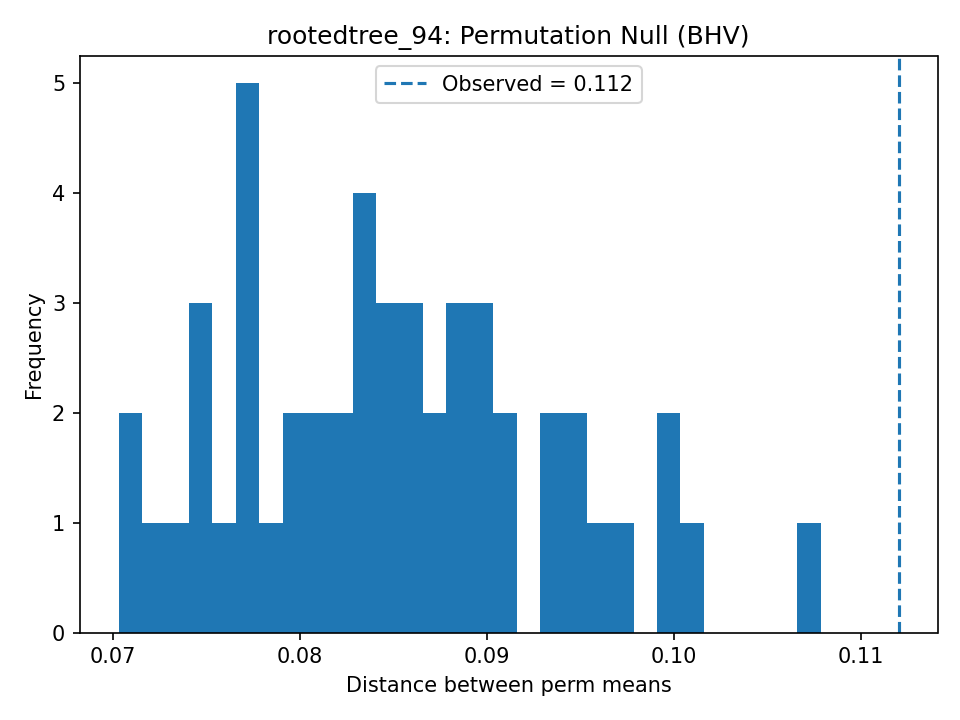 rootedtree_94: Permutation Null (BHV)
Observed = 0.112
5
4
3
2
1
0
Frequency
0.07 0.08 0.09 0.10 0.11
Distance between perm means